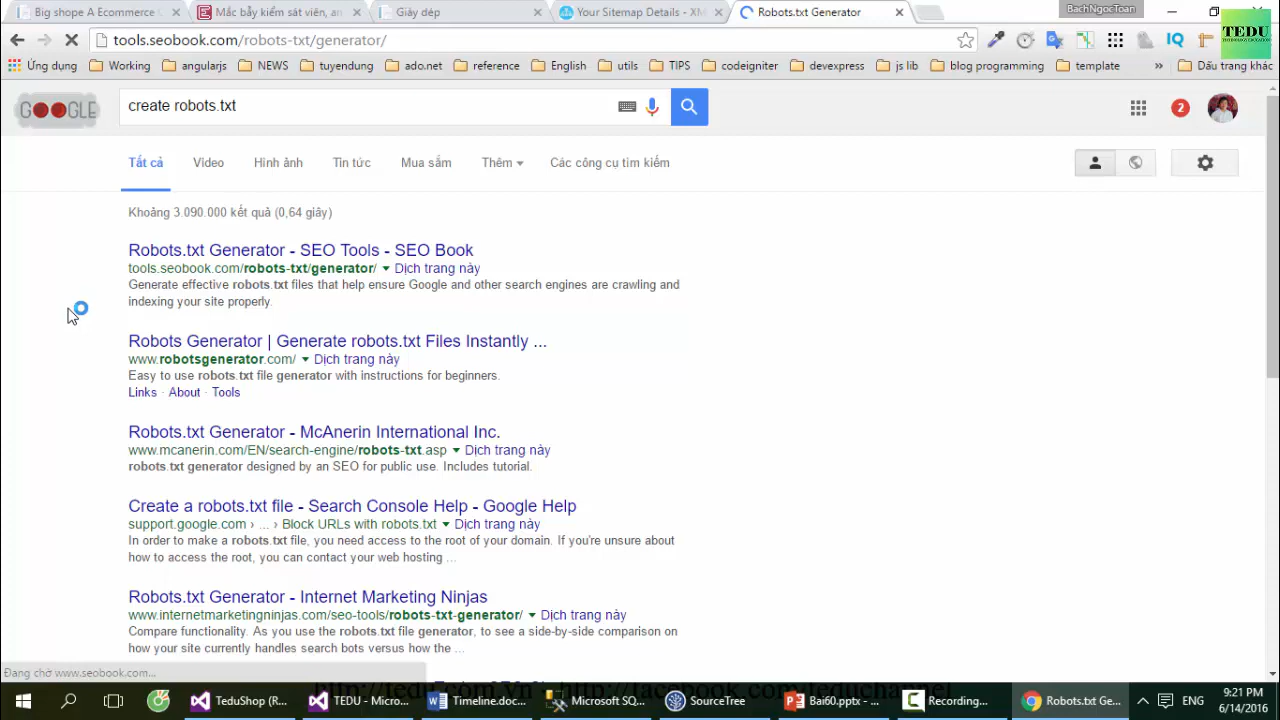 Big shope A Ecommerce C
Mắc bẫy kiểm sát viên, an
Giày dép
Your Sitemap Details - XM
Robots.txt Generator
BachNgocToan
tools.seobook.com/robots-txt/generator/
TEDU
Ứng dụng
Working
angularjs
NEWS
tuyendung
ado.net
reference
English
utils
TIPS
codeigniter
devexpress
js lib
blog programming
template
»
Dấu trang khác
GOOGLE
create robots.txt
2
Tất cả
Video
Hình ảnh
Tin tức
Mua sắm
Thêm
Các công cụ tìm kiếm
Khoảng 3.090.000 kết quả (0,64 giây)
Robots.txt Generator - SEO Tools - SEO Book
tools.seobook.com/robots-txt/generator/ Dịch trang này
Generate effective robots.txt files that help ensure Google and other search engines are crawling and
indexing your site properly.
Robots Generator | Generate robots.txt Files Instantly ...
www.robotsgenerator.com/ Dịch trang này
Easy to use robots.txt file generator with instructions for beginners.
Links · About · Tools
Robots.txt Generator - McAnerin International Inc.
www.mcanerin.com/EN/search-engine/robots-txt.asp Dịch trang này
robots.txt generator designed by an SEO for public use. Includes tutorial.
Create a robots.txt file - Search Console Help - Google Help
support.google.com › ... › Block URLs with robots.txt Dịch trang này
In order to make a robots.txt file, you need access to the root of your domain. If you're unsure about
how to access the root, you can contact your web hosting ...
Robots.txt Generator - Internet Marketing Ninjas
www.internetmarketingninjas.com/seo-tools/robots-txt-generator/ Dịch trang này
Compare functionality. As you use the robots.txt file generator, to see a side-by-side comparison on
how your site currently handles search bots versus how the ...
Đang chờ www.seobook.com...
TeduShop (R...
TEDU - Micro...
Timeline.doc...
Microsoft SQ...
SourceTree
Bai60.pptx - ...
Recording...
Robots.txt Ge...
ENG
9:21 PM
6/14/2016